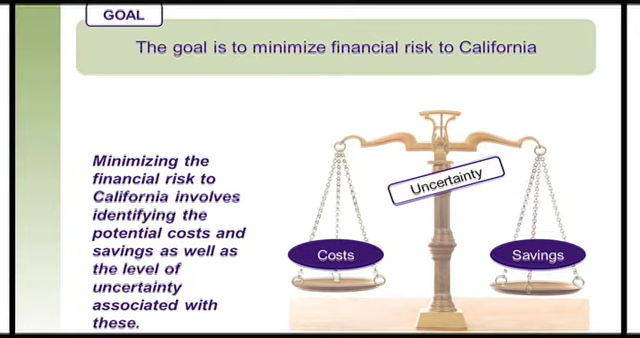 GOAL
The goal is to minimize financial risk to California
Minimizing the
financial risk to
California involves
identifying the
potential costs and
savings as well as
the level of
uncertainty
associated with
these.
Uncertainty
Costs
Savings